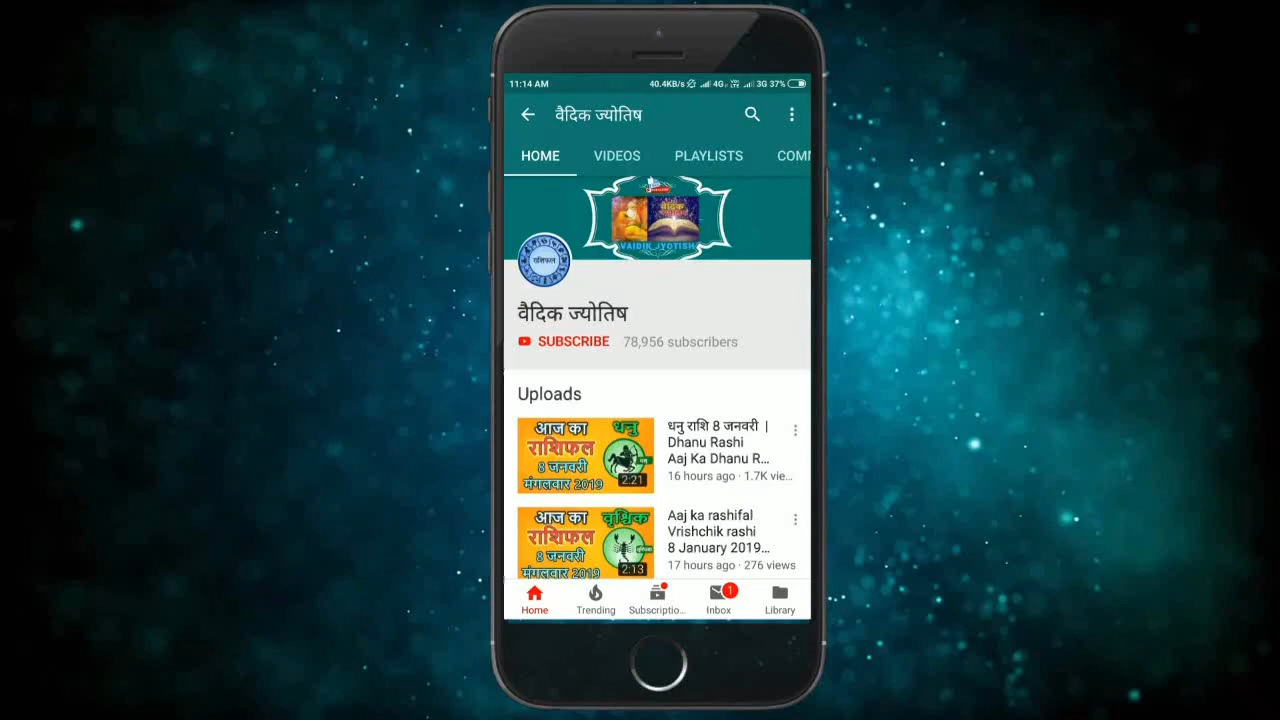 11:14 AM
40.4KB/s 4G VoLTE 3G 37%
वैदिक ज्योतिष
HOME VIDEOS PLAYLISTS COMM
वैदिक
VAIDIK JYOTISH
राशिफल
वैदिक ज्योतिष
SUBSCRIBE 78,956 subscribers
Uploads
आज का धनु
राशिफल
8 जनवरी
मंगलवार 2019
2:21
धनु राशि 8 जनवरी |
Dhanu Rashi
Aaj Ka Dhanu R...
16 hours ago · 1.7K vie...
आज का वृश्चिक
राशिफल
8 जनवरी
मंगलवार 2019
2:13
Aaj ka rashifal
Vrishchik rashi
8 January 2019...
17 hours ago · 276 views
1
Home Trending Subscriptio... Inbox Library